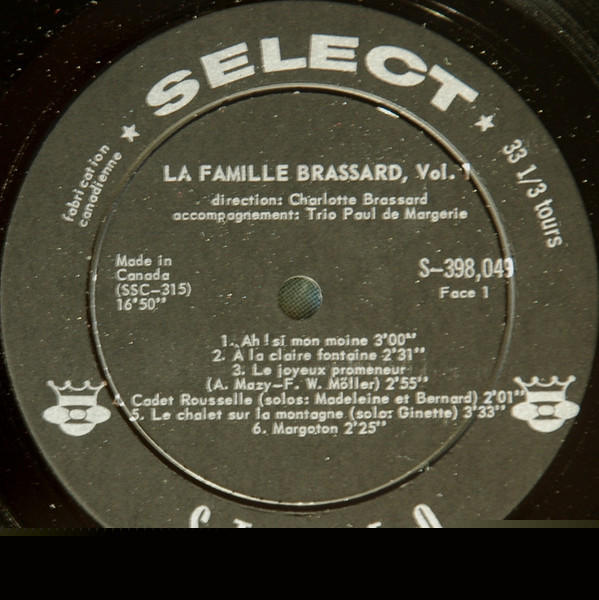 SELECT
fabrication
canadienne
33 1/3 tours
LA FAMILLE BRASSARD, Vol. 1
direction: Charlotte Brassard
accompagnement: Trio Paul de Margerie
Made in
Canada
(SSC-315)
16'50"
S-398,049
Face 1
1. Ah ! si mon moine 3'00"
2. A la claire fontaine 2'31"
3. Le joyeux promeneur
(A. Mazy-F. W. Möller) 2'55"
4. Cadet Rousselle (solos: Madeleine et Bernard) 2'01"
5. Le chalet sur la montagne (solo: Ginette) 3'33"
6. Margoton 2'25"